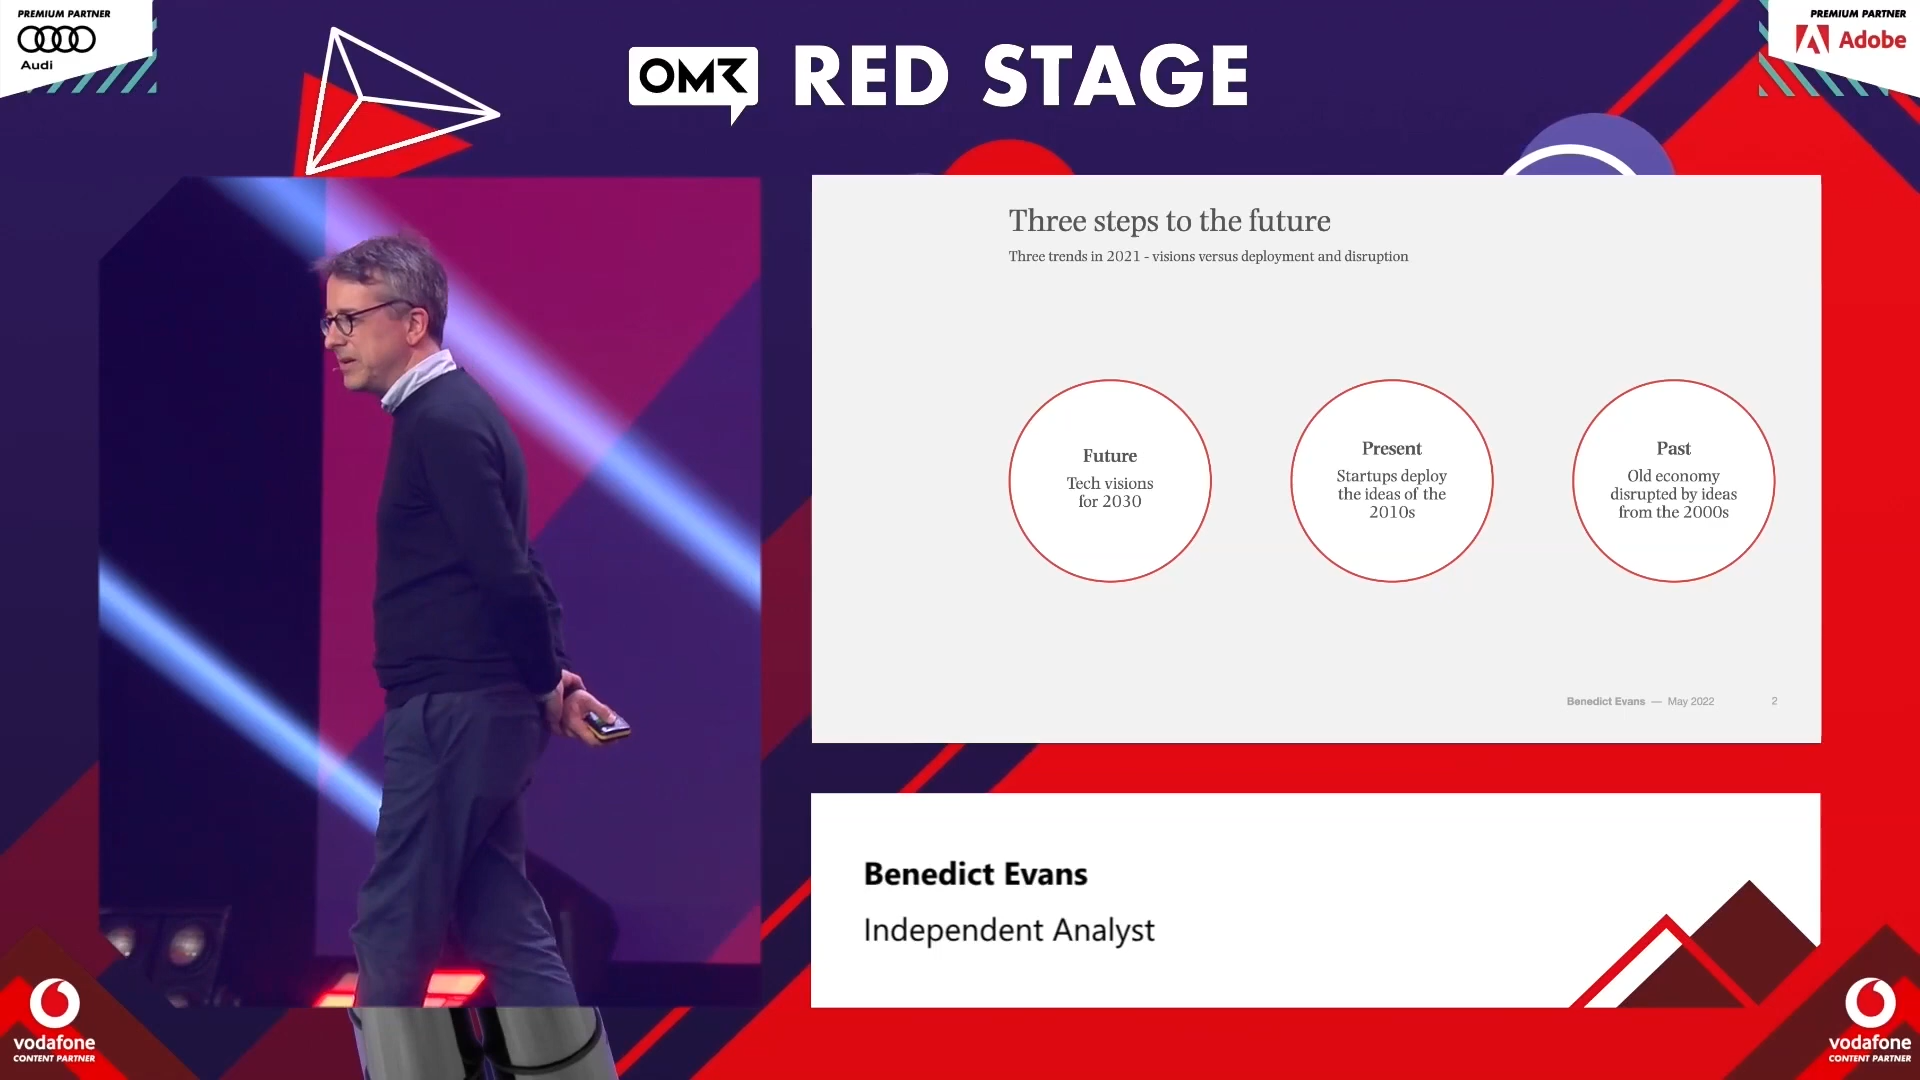 PREMIUM PARTNER
Audi
OMR RED STAGE
PREMIUM PARTNER
Adobe
Three steps to the future
Three trends in 2021 - visions versus deployment and disruption
Future
Tech visions
for 2030
Present
Startups deploy
the ideas of the
2010s
Past
Old economy
disrupted by ideas
from the 2000s
Benedict Evans — May 2022 2
Benedict Evans
Independent Analyst
vodafone
CONTENT PARTNER
vodafone
CONTENT PARTNER